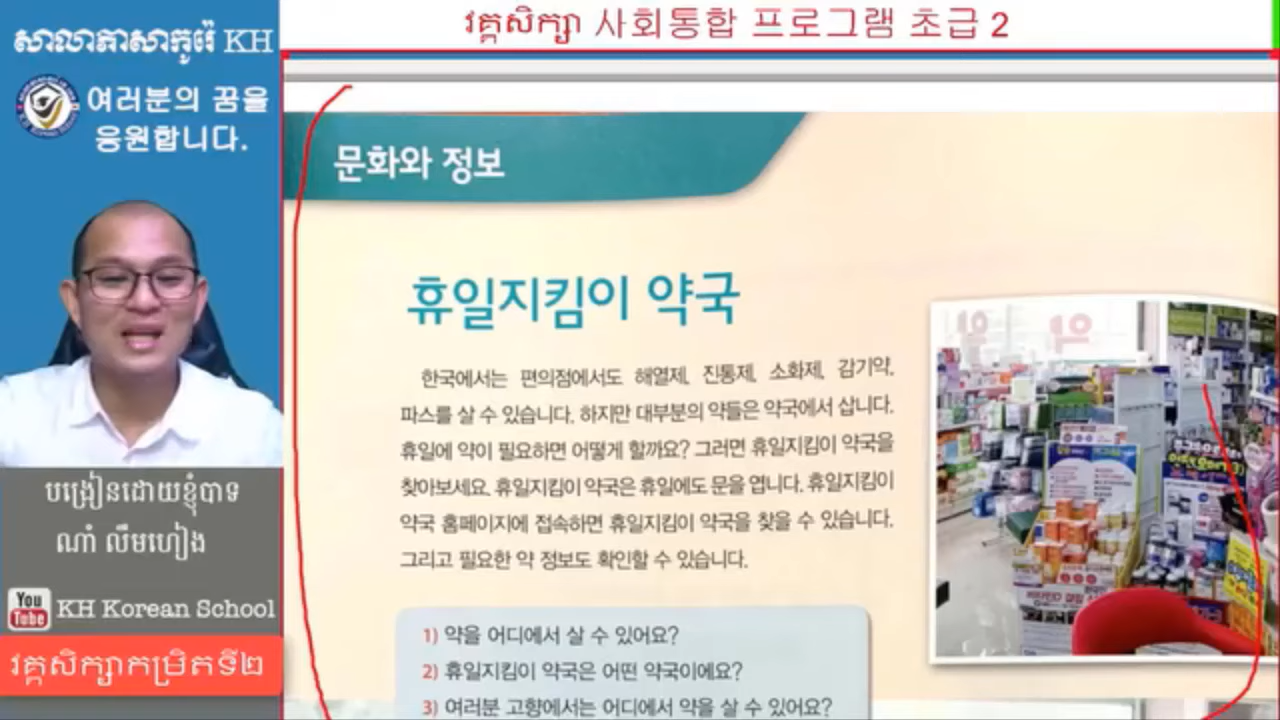 សាលាភាសាកូរ៉េ KH
여러분의 꿈을
응원합니다.
បង្រៀនដោយខ្ញុំបាទ
ណាំ លឹមហៀង
You
Tube
KH Korean School
វគ្គសិក្សាកម្រិតទី២
វគ្គសិក្សា 사회통합 프로그램 초급 2
문화와 정보
휴일지킴이 약국
한국에서는 편의점에서도 해열제, 진통제, 소화제, 감기약,
파스를 살 수 있습니다. 하지만 대부분의 약들은 약국에서 삽니다.
휴일에 약이 필요하면 어떻게 할까요? 그러면 휴일지킴이 약국을
찾아보세요. 휴일지킴이 약국은 휴일에도 문을 엽니다. 휴일지킴이
약국 홈페이지에 접속하면 휴일지킴이 약국을 찾을 수 있습니다.
그리고 필요한 약 정보도 확인할 수 있습니다.
1) 약을 어디에서 살 수 있어요?
2) 휴일지킴이 약국은 어떤 약국이에요?
3) 여러분 고향에서는 어디에서 약을 살 수 있어요?